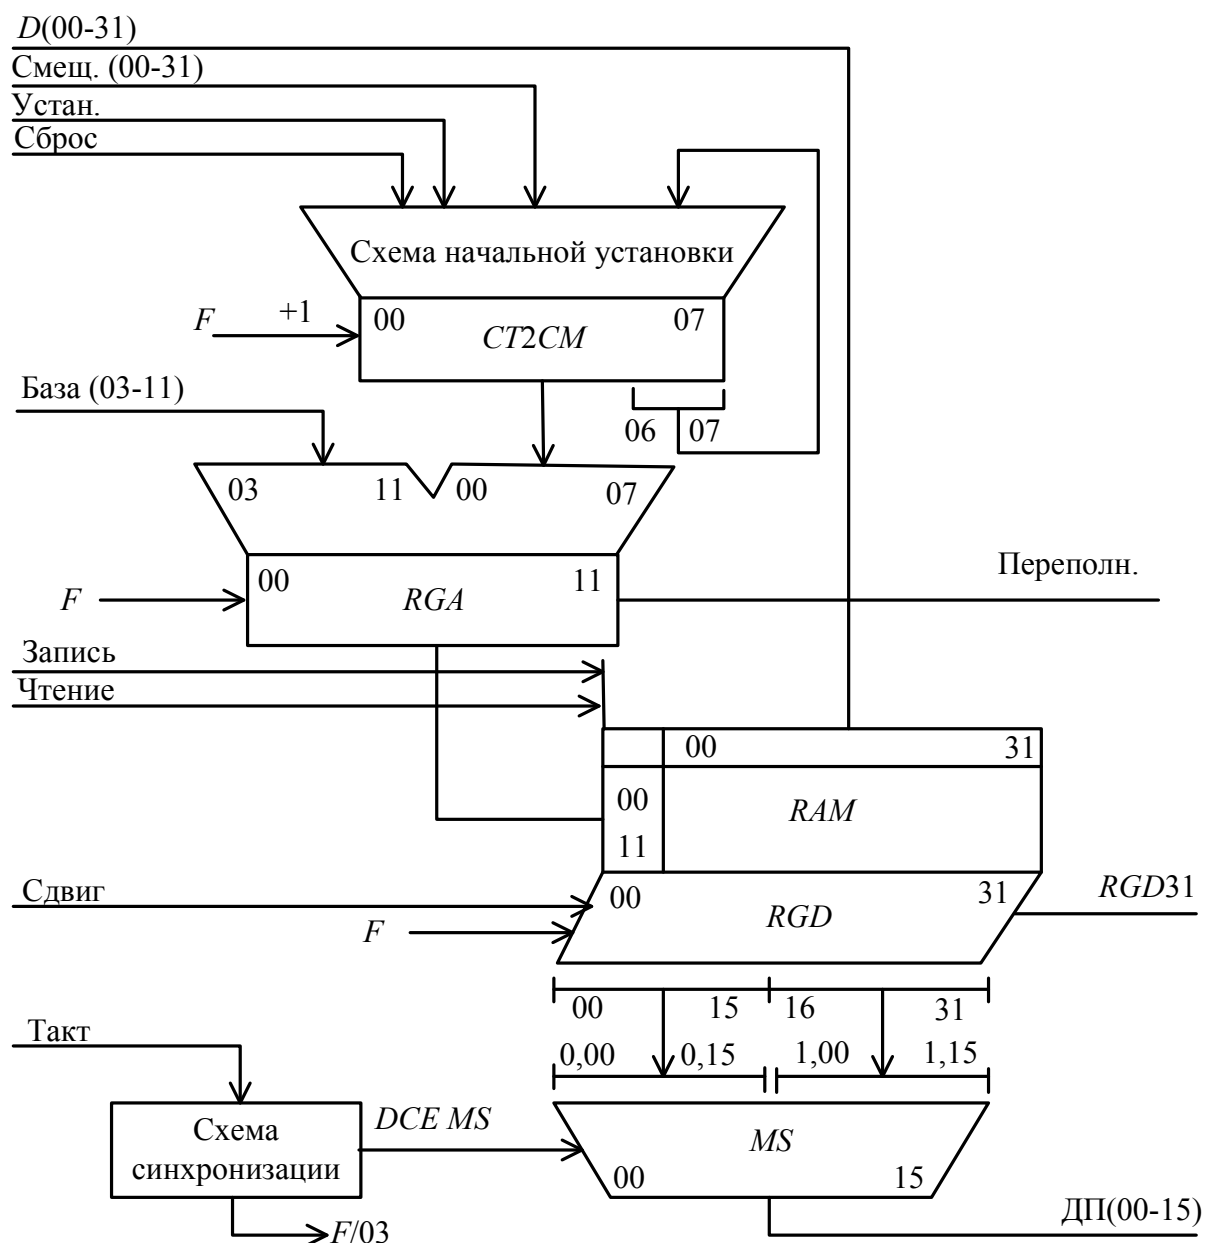 D(00-31)
Смещ. (00-31)
Устан.
Сброс
Схема начальной установки
F +1 00 07
CT2CM
База (03-11)
06 07
03 11 00 07
Переполн.
F 00 11
RGA
Запись
Чтение
00 31
00
11
RAM
Сдвиг
00 31
RGD31
F RGD
00 15 16 31
Такт
0,00 0,15 1,00 1,15
Схема
синхронизации
DCE MS
MS
00 15
F/03
ДП(00-15)